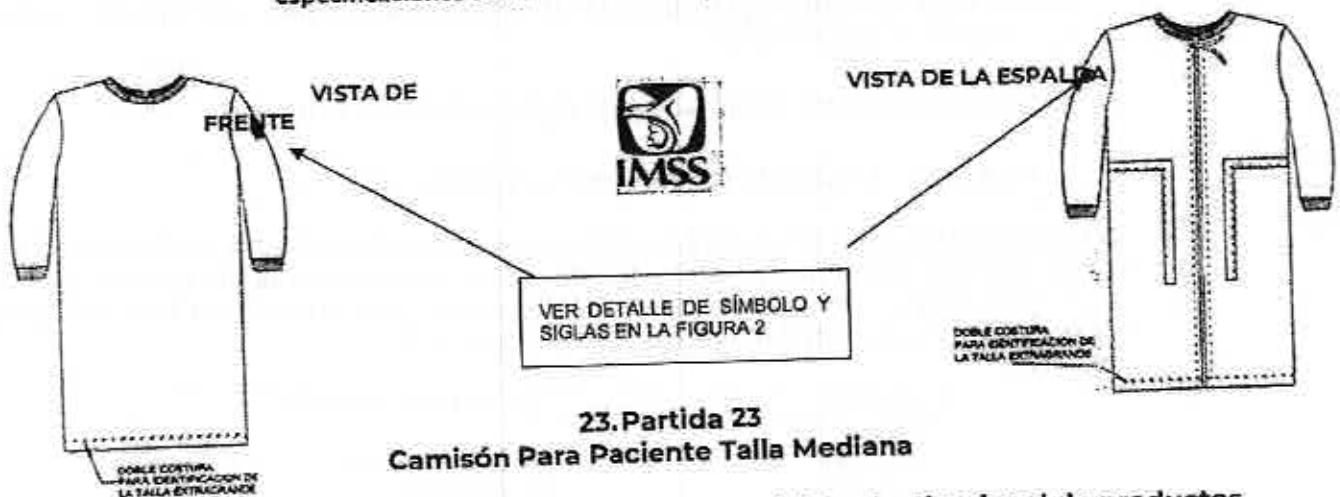 VISTA DE
FRENTE
IMSS
VISTA DE LA ESPALDA
VER DETALLE DE SÍMBOLO Y
SIGLAS EN LA FIGURA 2
DOBLE COSTURA
PARA IDENTIFICACION DE
LA TALLA EXTRAGRANDE
DOBLE COSTURA
PARA IDENTIFICACION DE
LA TALLA EXTRAGRANDE
23.Partida 23
Camisón Para Paciente Talla Mediana
productos